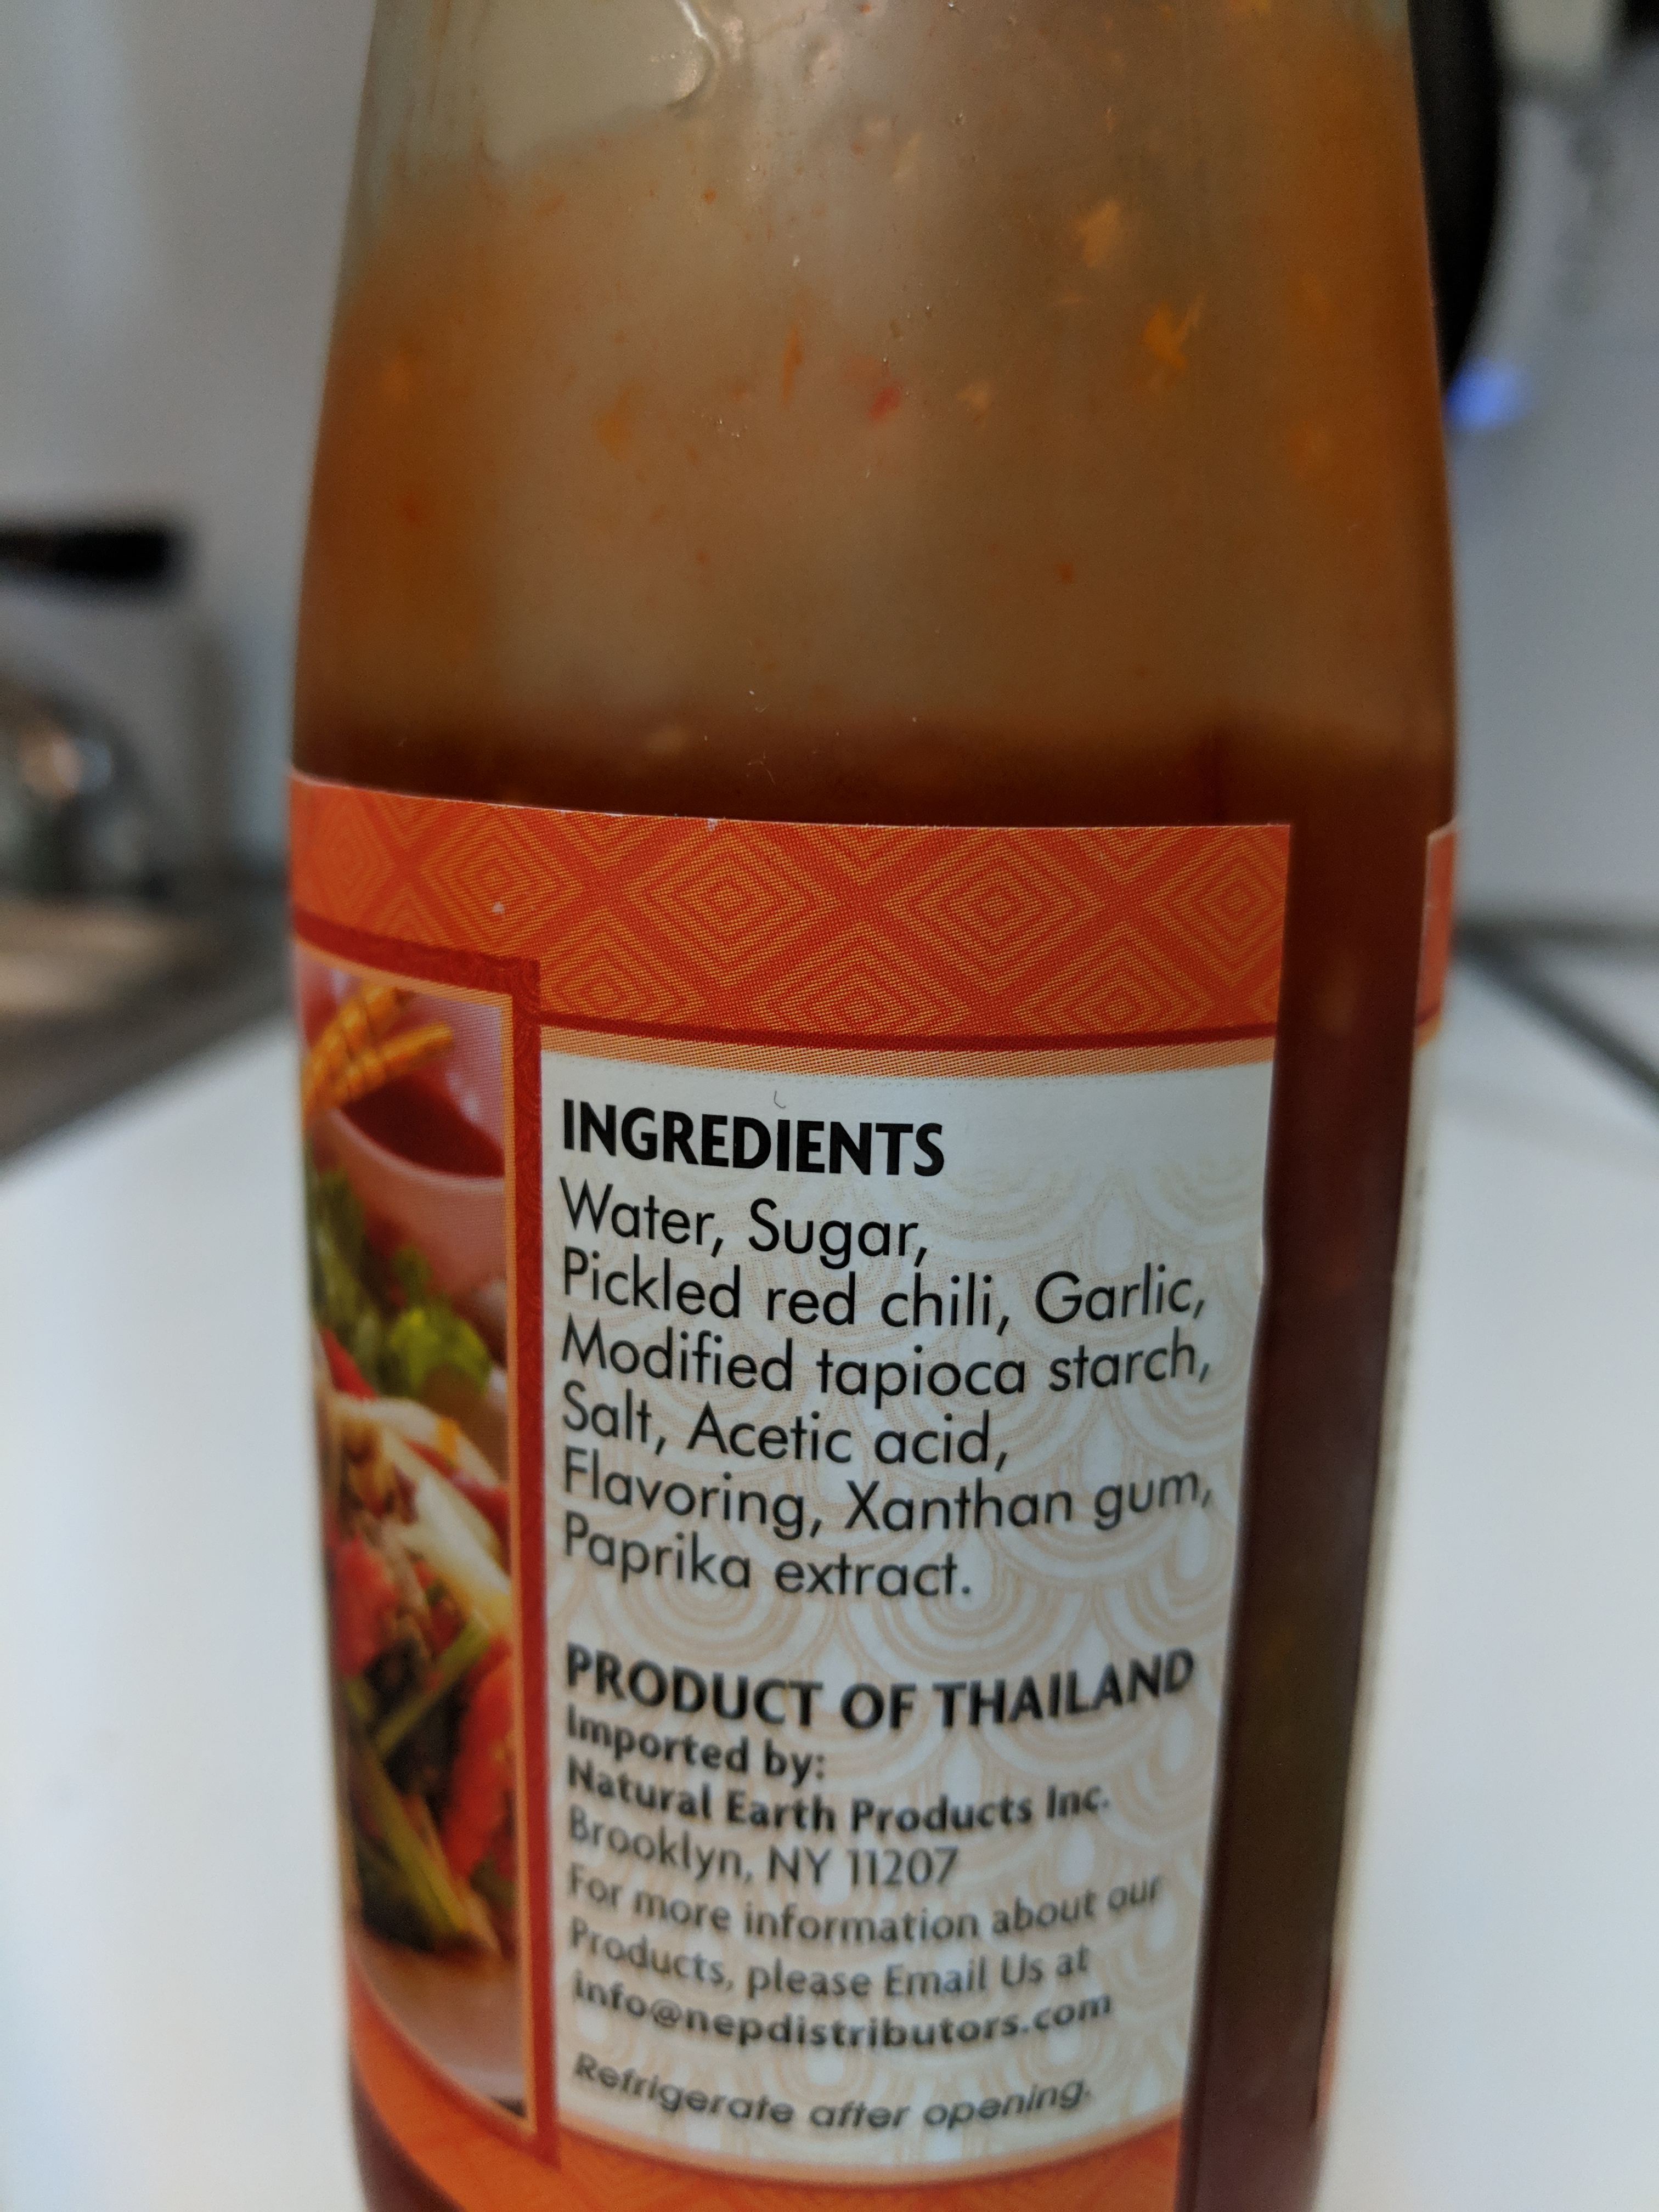 INGREDIENTS
Water, Sugar,
Pickled red chili, Garlic,
Modified tapioca starch,
Salt, Acetic acid,
Flavoring, Xanthan gum,
Paprika extract.
PRODUCT OF THAILAND
Imported by:
Natural Earth Products Inc.
Brooklyn, NY 11207
For more information about our
Products, please Email Us at
info@nepdistributors.com
Refrigerate after opening.